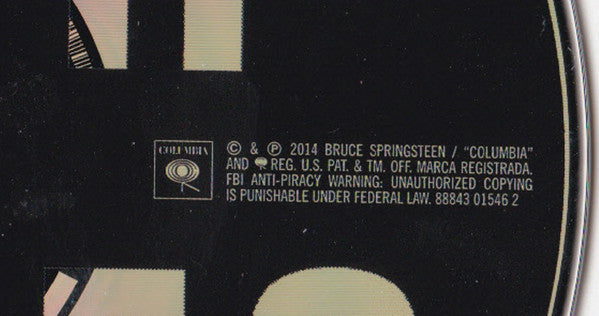 COLUMBIA
© & ℗ 2014 BRUCE SPRINGSTEEN / "COLUMBIA"
AND REG. U.S. PAT. & TM. OFF. MARCA REGISTRADA.
FBI ANTI-PIRACY WARNING: UNAUTHORIZED COPYING
IS PUNISHABLE UNDER FEDERAL LAW. 88843 01546 2